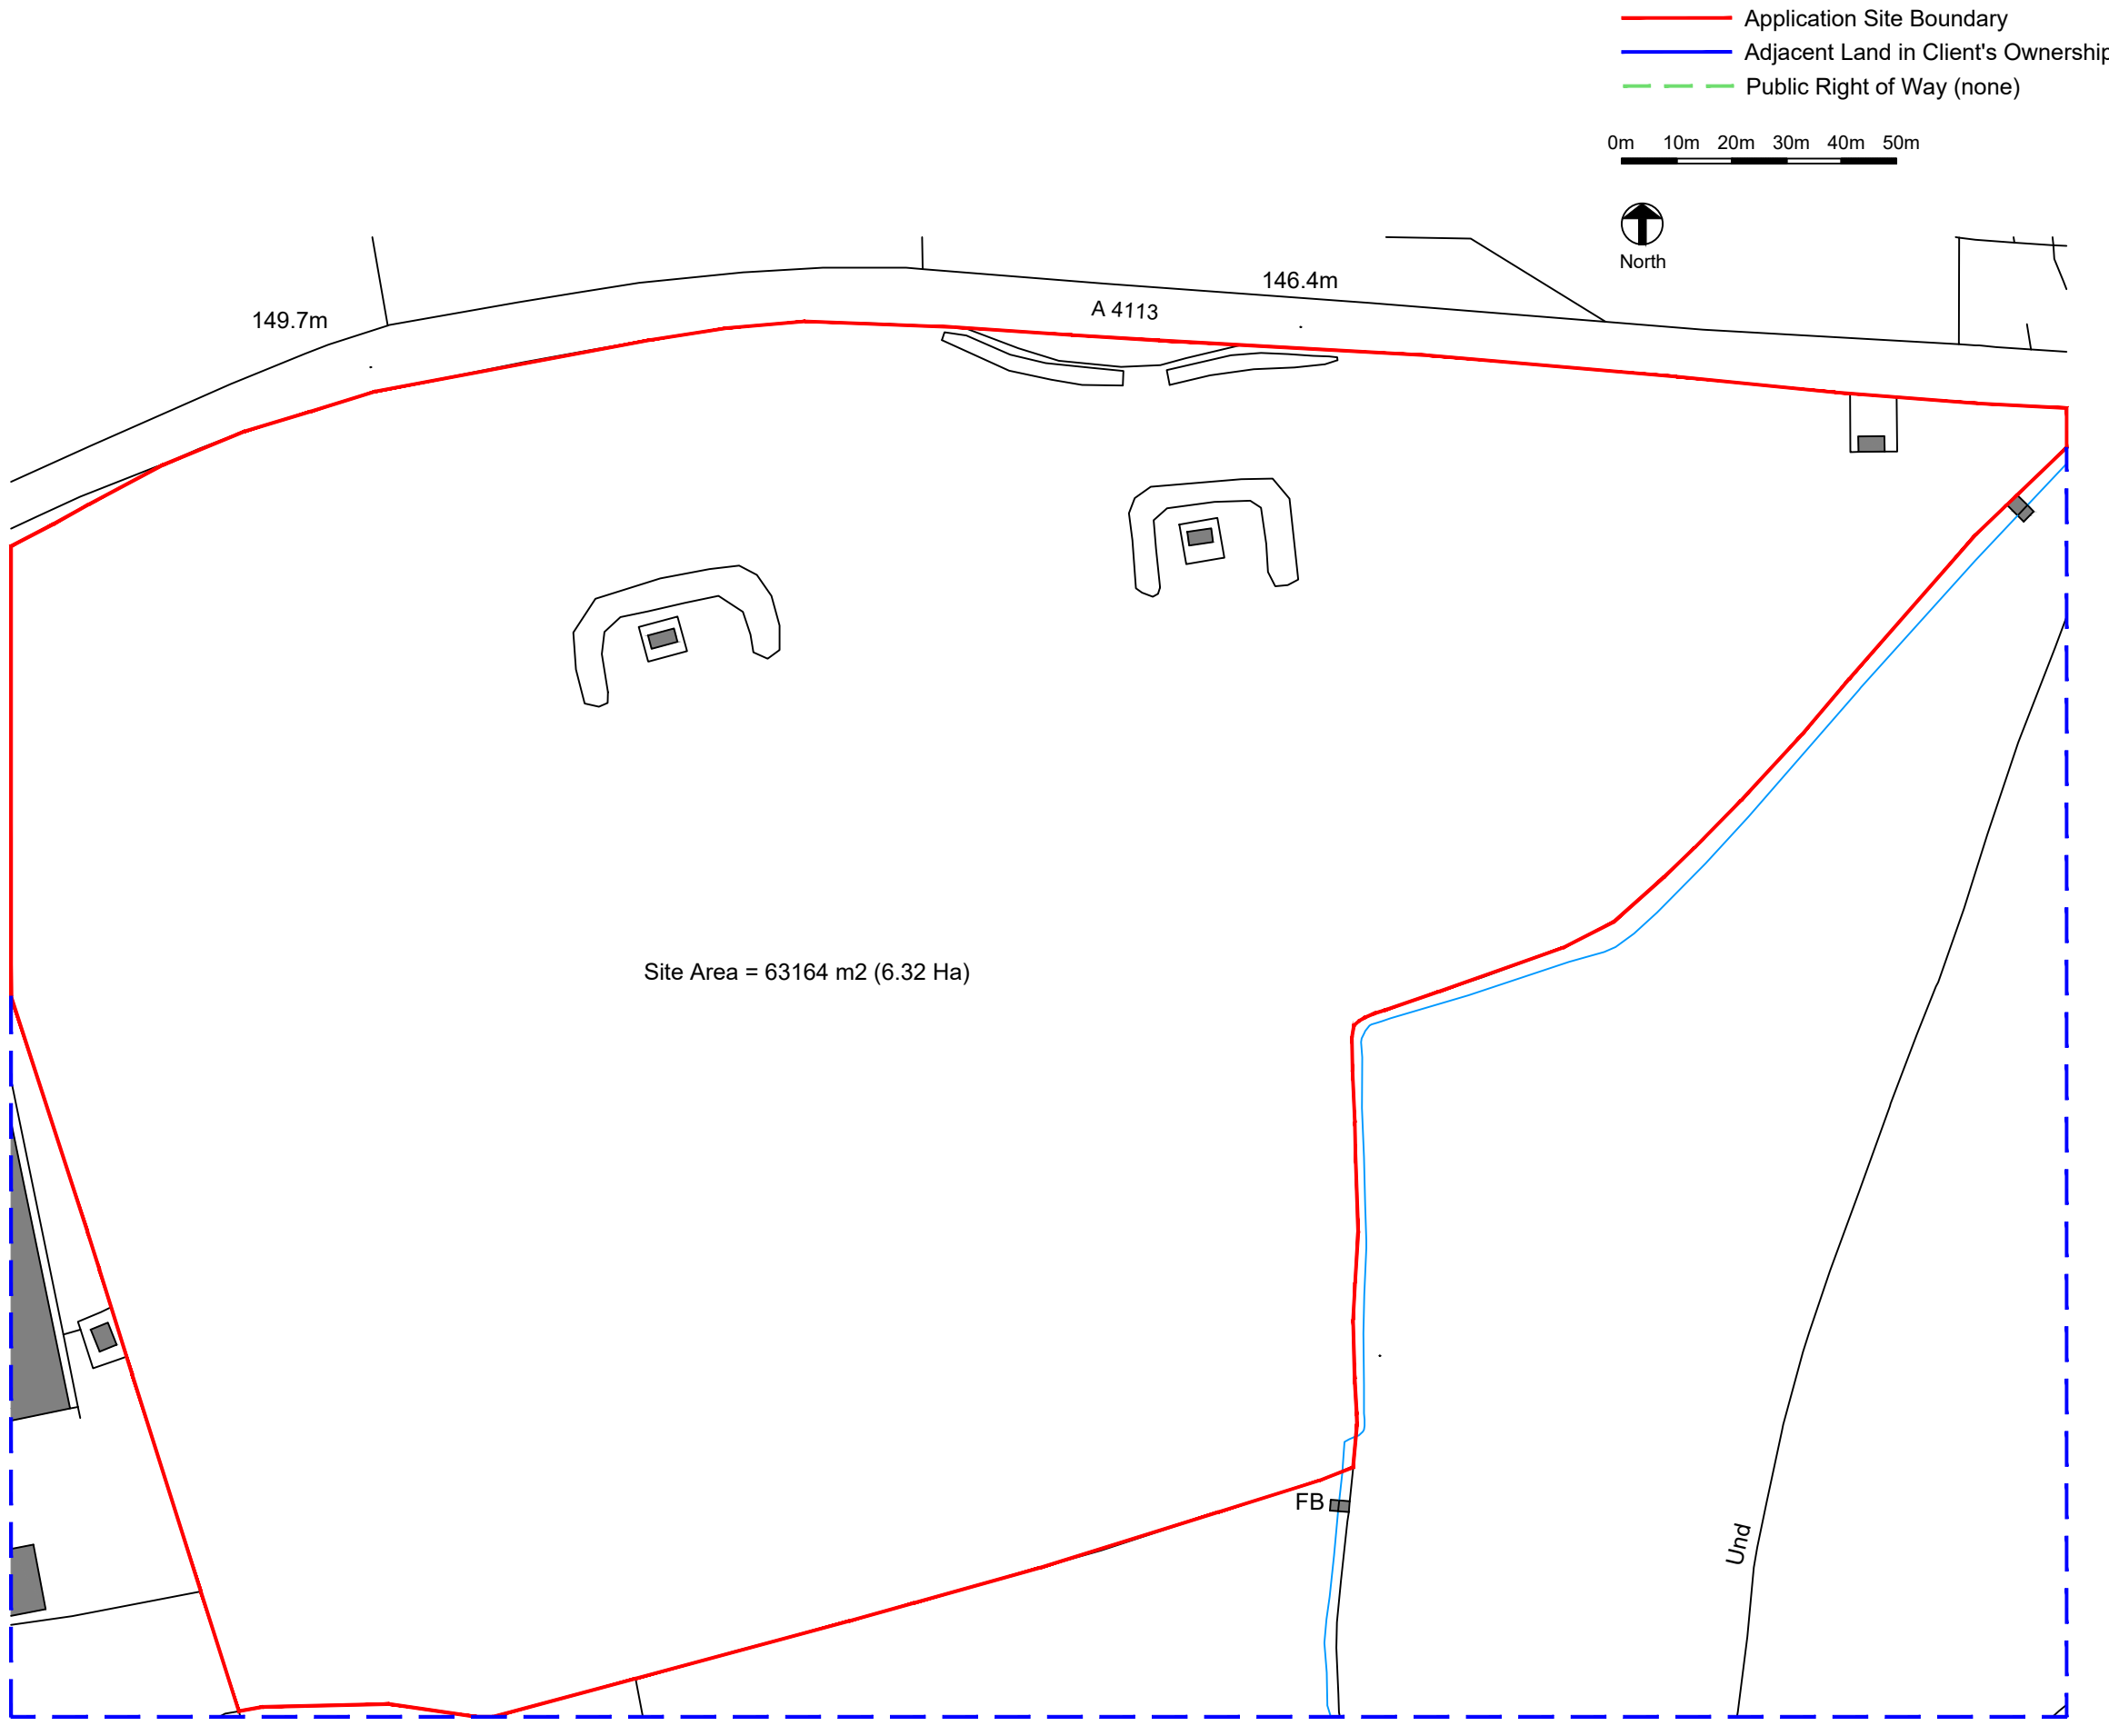 Application Site Boundary
Adjacent Land in Client's Ownership
Public Right of Way (none)
0m 10m 20m 30m 40m 50m
North
146.4m
A 4113
149.7m
Site Area = 63164 m2 (6.32 Ha)
FB
Und